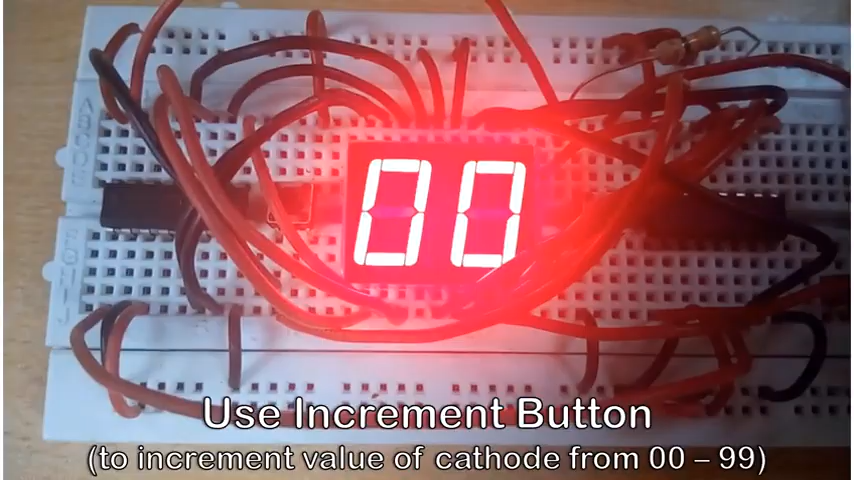 00
Use Increment Button
(to increment value of cathode from 00 – 99)